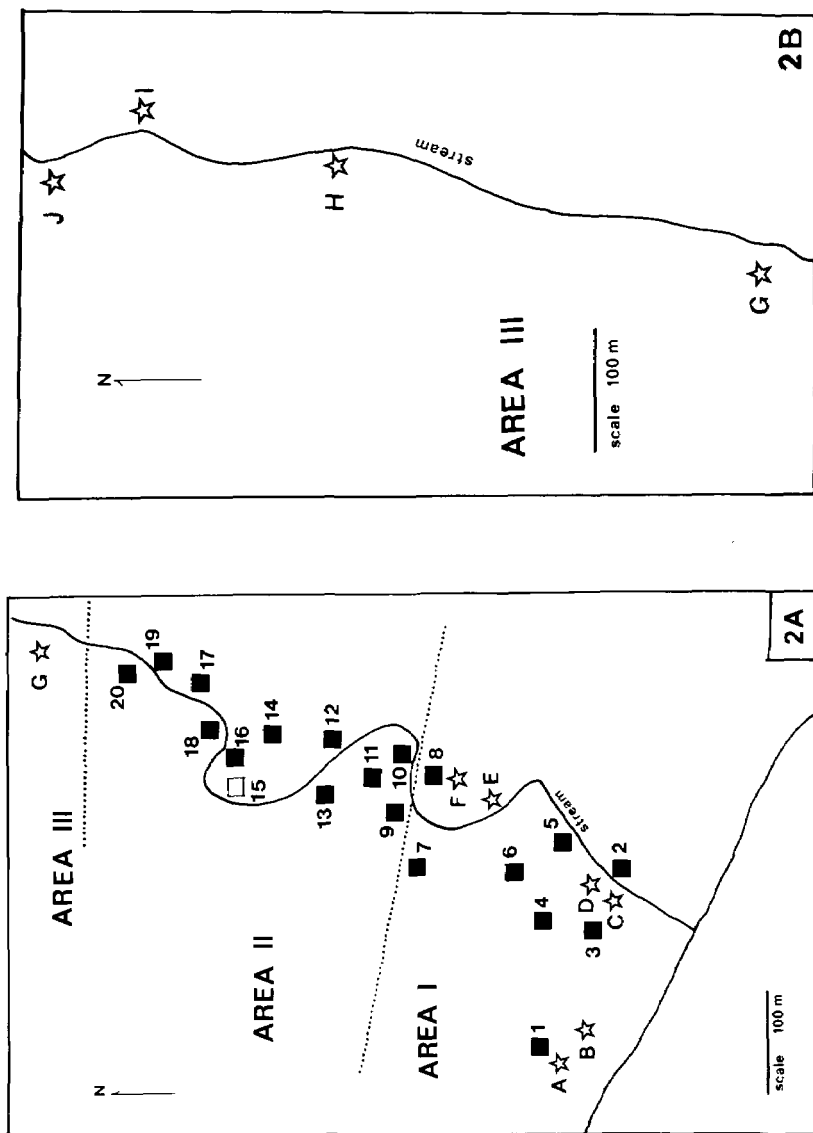 2A
N
AREA III
G
20
19
17
18
16
15
14
AREA II
12
13
11
10
9
8
7
F
E
AREA I
6
5
stream
4
D
2
C
3
1
B
A
scale 100 m
2B
N
J
I
H
stream
AREA III
G
scale 100 m